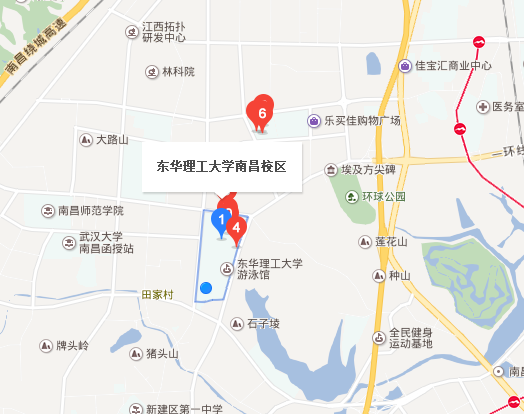 南昌绕城高速
江西拓扑
研发中心
林科院
佳宝汇商业中心
医务室
6
乐买佳购物广场
大路山
一环线
东华理工大学南昌校区
埃及方尖碑
环球公园
南昌师范学院
1
4
武汉大学
南昌函授站
莲花山
东华理工大学
游泳馆
种山
田家村
石子崚
全民健身
运动基地
牌头岭
猪头山
南昌
新建区第一中学